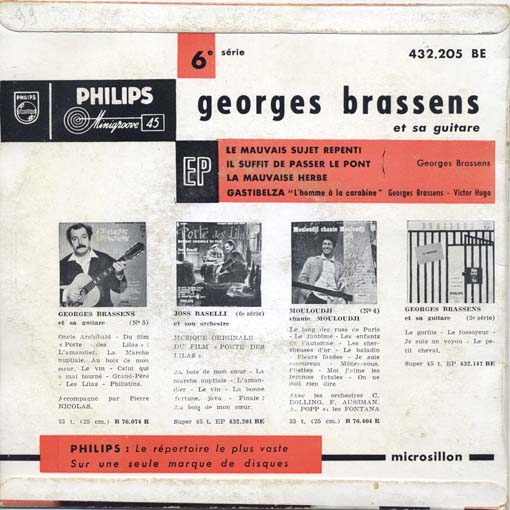 99
6e série
432.205 BE
PHILIPS
PHILIPS
Minigroove 45
georges brassens
et sa guitare
EP
LE MAUVAIS SUJET REPENTI
IL SUFFIT DE PASSER LE PONT
LA MAUVAISE HERBE
Georges Brassens
GASTIBELZA "L'homme à la carabine" Georges Brassens - Victor Hugo
Porte des Lilas
Mouloudji chante Mouloudji
GEORGES BRASSENS
et sa guitare (No 5)
Oncle Archibald - Du film
« Porte des Lilas » :
L'amandier, La Marche
nuptiale, Au bois de mon
cœur, Le vin - Celui qui
a mal tourné - Grand-Père
- Les Lilas - Philistins.
Accompagné par Pierre
NICOLAS.
33 t. (25 cm.) B 76.074 R
JOSS BASELLI (6e série)
et son orchestre
MUSIQUE ORIGINALE
DU FILM « PORTE DES
LILAS »
Au bois de mon cœur - La
marche nuptiale - L'aman-
dier - Le vin - La bonne
fortune, java - Finale :
Au bois de mon cœur.
Super 45 t. EP 432.201 BE
MOULOUDJI (No 4)
chante MOULOUDJI
Le long des rues de Paris
- Le fantôme - Les enfants
de l'automne - Les cher-
cheuses d'or - Le baladin
- Fleurs fanées - Je suis
amoureux - Méfiez-vous,
fillettes - Moi j'aime les
femmes fatales - On ne
doit rien dire
Avec les orchestres C.
BOLLING, F. AUSSMAN,
A. POPP et les FONTANA
33 t. (25 cm.) B 76.404 R
GEORGES BRASSENS
et sa guitare (5e série)
Le gorille - Le fossoyeur -
Je suis un voyou - Le pe-
tit cheval.
Super 45 t. EP 432.147 BE
PHILIPS : Le répertoire le plus vaste
Sur une seule marque de disques
microsillon